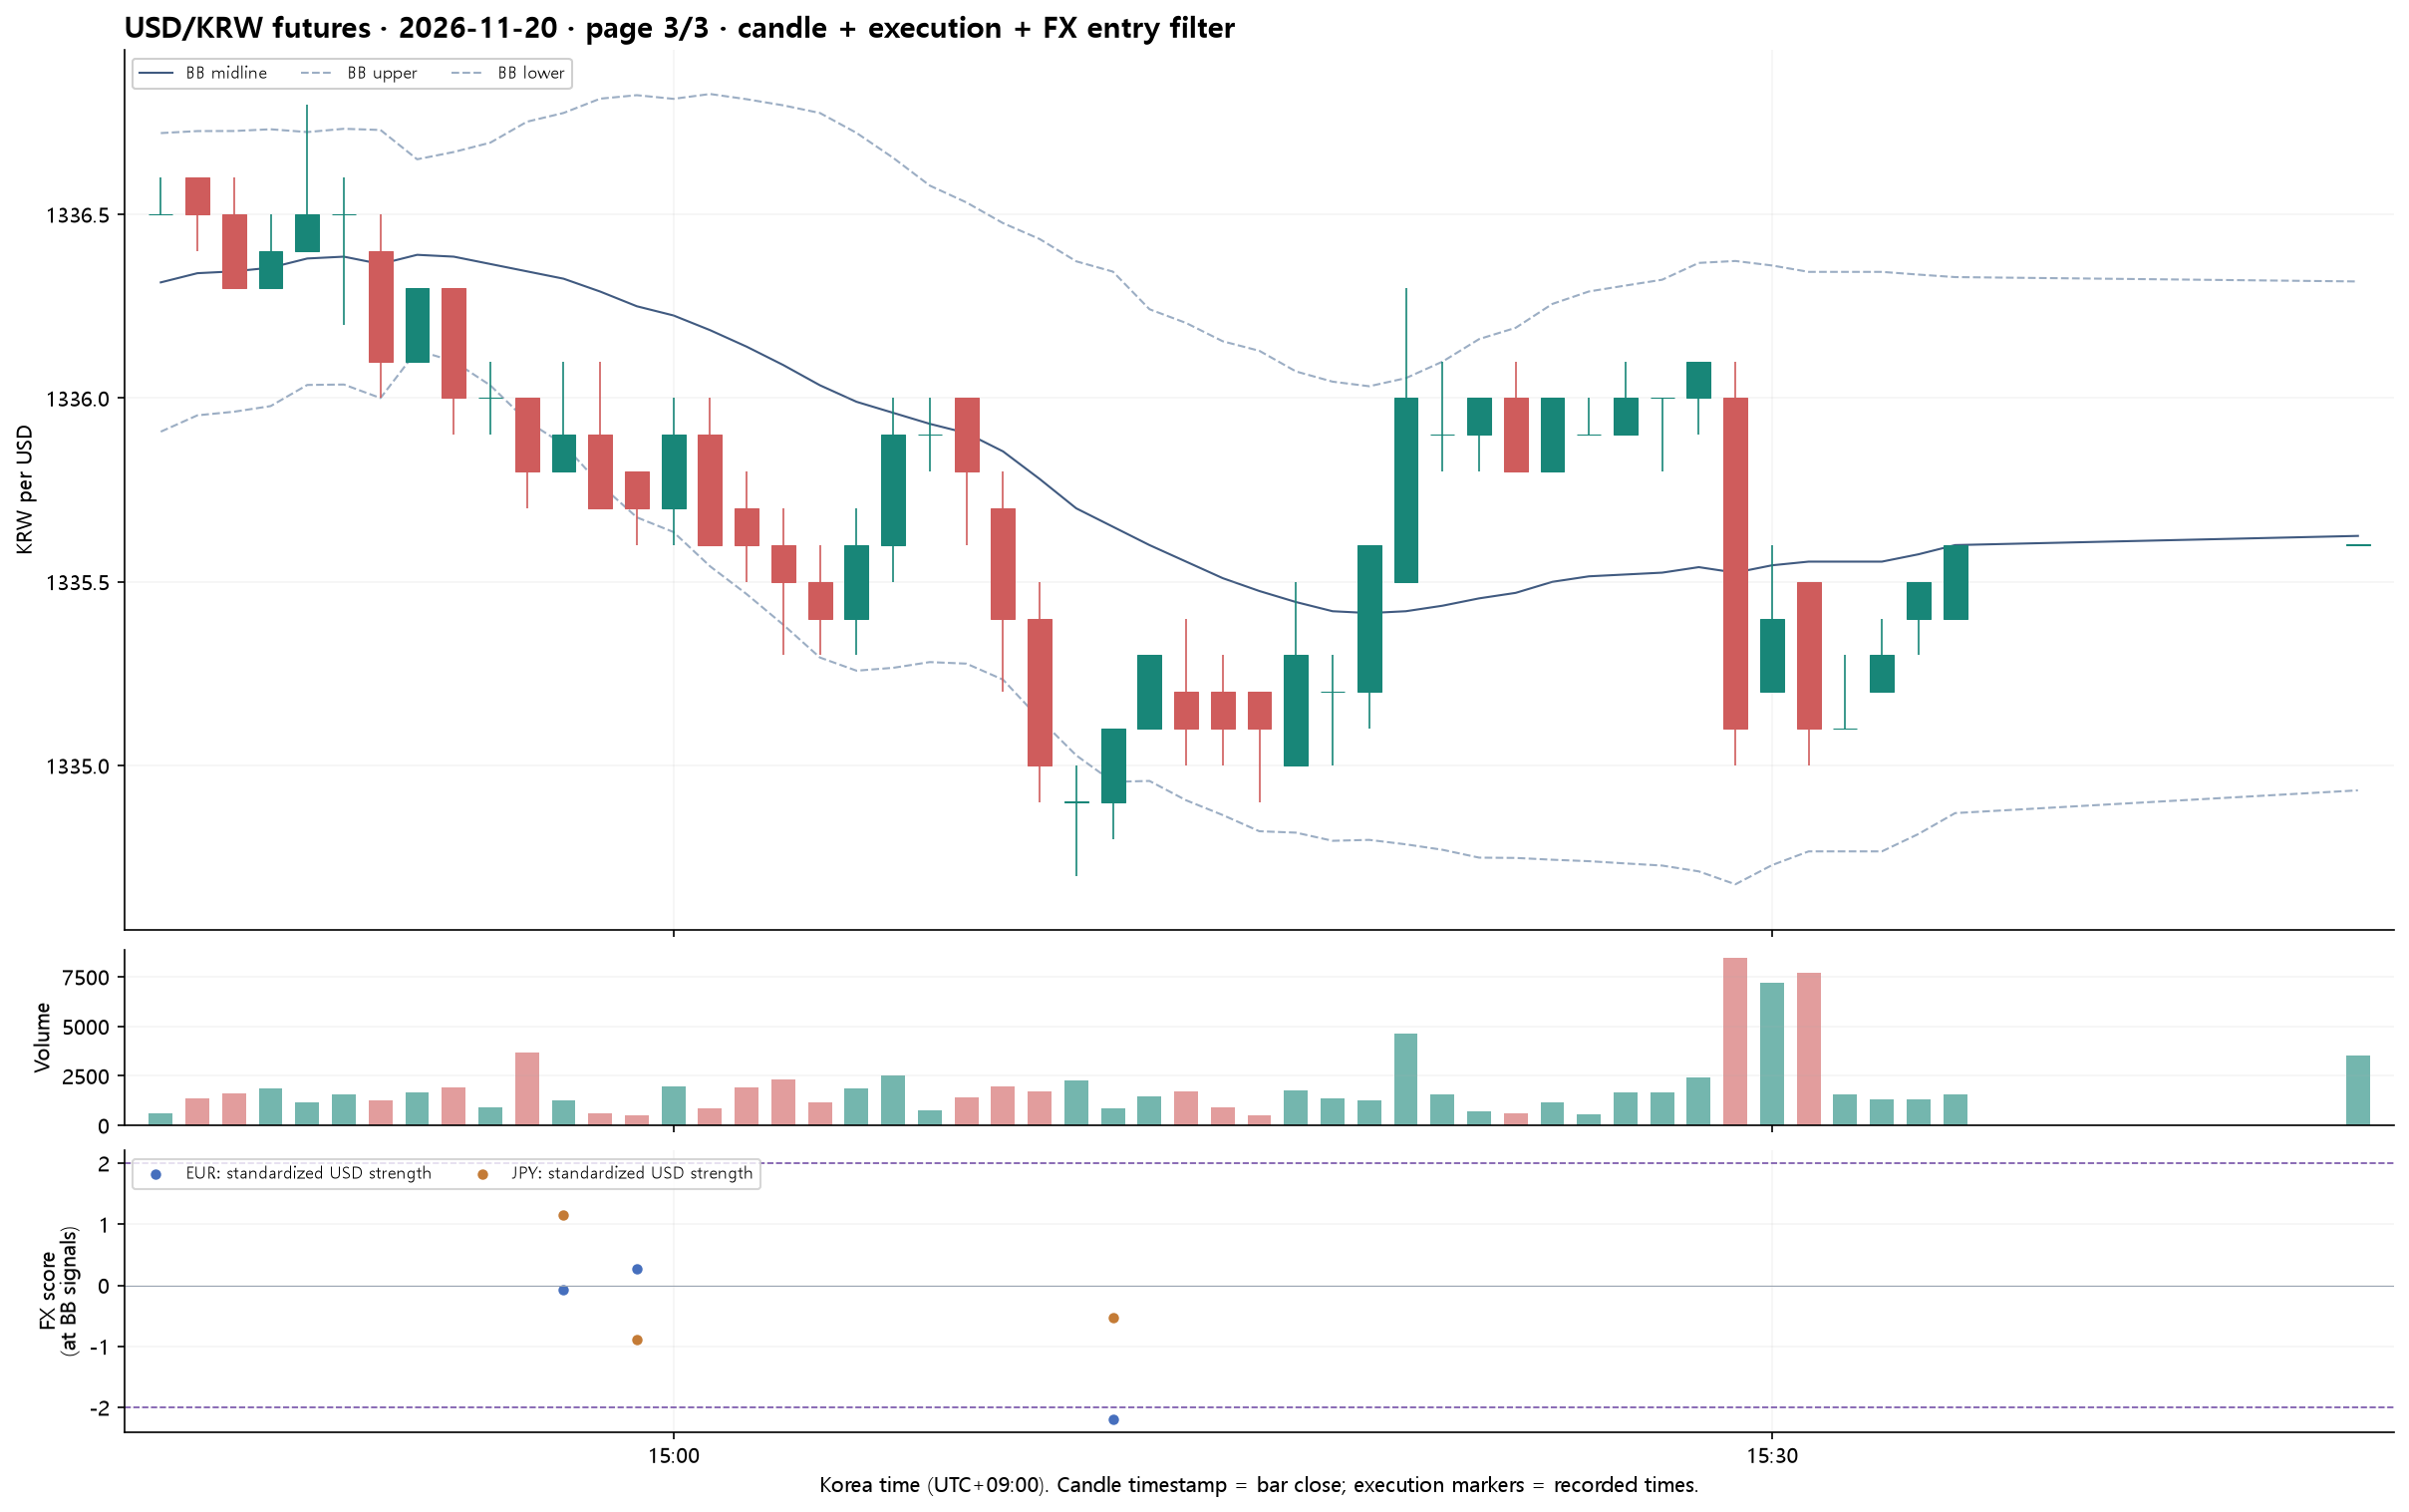 USD/KRW futures · 2026-11-20 · page 3/3 · candle + execution + FX entry filter
BB midline BB upper BB lower
KRW per USD
1336.5
1336.0
1335.5
1335.0
Volume
7500
5000
2500
0
EUR: standardized USD strength JPY: standardized USD strength
FX score
(at BB signals)
2
1
0
-1
-2
15:00 15:30
Korea time (UTC+09:00). Candle timestamp = bar close; execution markers = recorded times.